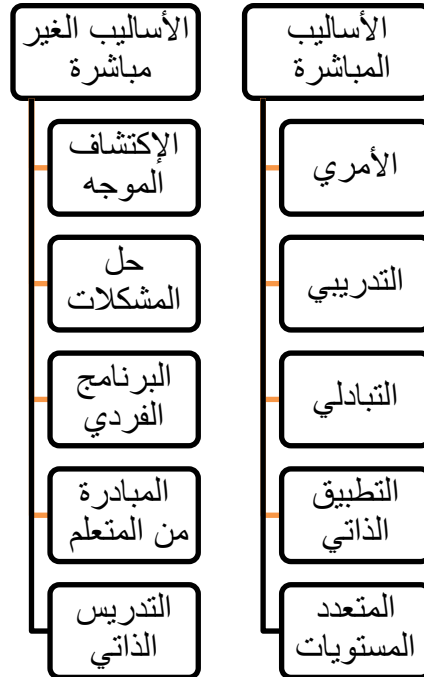 الأساليب
المباشرة
الأمري
التدريبي
التبادلي
التطبيق
الذاتي
المتعدد
المستويات
الأساليب الغير
مباشرة
الإكتشاف
الموجه
حل
المشكلات
البرنامج
الفردي
المبادرة
من المتعلم
التدريس
الذاتي